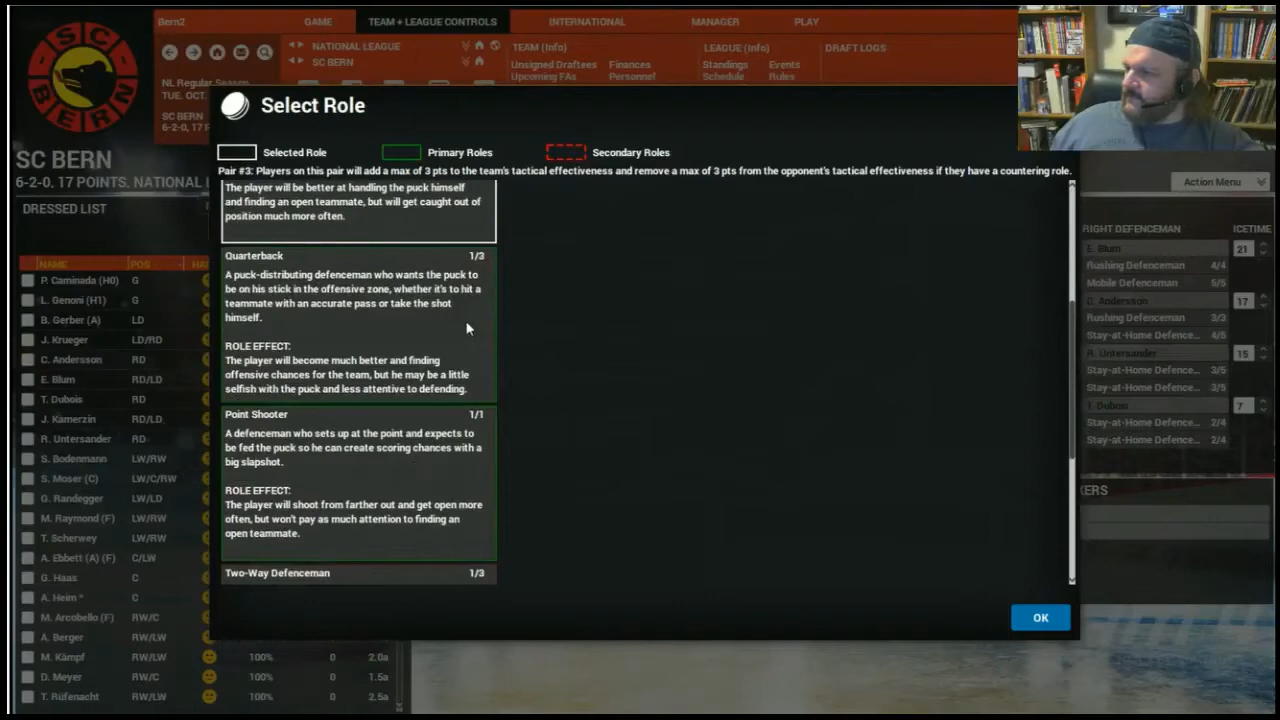 Bern2
GAME
TEAM + LEAGUE CONTROLS
INTERNATIONAL
MANAGER
PLAY
NATIONAL LEAGUE
SC BERN
TEAM (Info)
Unsigned Draftees
Finances
Upcoming FAs
Personnel
LEAGUE (Info)
Standings
Events
Schedule
Rules
DRAFT LOGS
SC
BERN
NL Regular Season
TUE. OCT.
SC BERN
6-2-0, 17 P
SC BERN
6-2-0, 17 POINTS. NATIONAL L
DRESSED LIST
Action Menu
Select Role
Selected Role
Primary Roles
Secondary Roles
Pair #3: Players on this pair will add a max of 3 pts to the team's tactical effectiveness and remove a max of 3 pts from the opponent's tactical effectiveness if they have a countering role.
The player will be better at handling the puck himself
and finding an open teammate, but will get caught out of
position much more often.
Quarterback 1/3
A puck-distributing defenceman who wants the puck to
be on his stick in the offensive zone, whether it's to hit a
teammate with an accurate pass or take the shot
himself.
ROLE EFFECT:
The player will become much better and finding
offensive chances for the team, but he may be a little
selfish with the puck and less attentive to defending.
Point Shooter 1/1
A defenceman who sets up at the point and expects to
be fed the puck so he can create scoring chances with a
big slapshot.
ROLE EFFECT:
The player will shoot from farther out and get open more
often, but won't pay as much attention to finding an
open teammate.
Two-Way Defenceman 1/3
OK
NAME POS HA
P. Caminada (H0) G
L. Genoni (H1) G
B. Gerber (A) LD
J. Krueger LD/RD
C. Andersson RD
E. Blum RD/LD
T. Dubois RD
J. Kamerzin RD/LD
R. Untersander RD
S. Bodenmann LW/RW
S. Moser (C) LW/C/RW
G. Randegger LW/LD
M. Raymond (F) LW/RW
T. Scherwey LW/RW
A. Ebbett (A) (F) C/LW
G. Haas C
A. Heim * C
M. Arcobello (F) RW/C
A. Berger RW/LW
M. Kämpf RW/LW 100% 0 2.0a
D. Meyer RW/C 100% 0 1.5a
T. Rüfenacht RW/LW 100% 0 2.5a
RIGHT DEFENCEMAN ICETIME
E. Blum 21
Rushing Defenceman 4/4
Mobile Defenceman 5/5
C. Andersson 17
Rushing Defenceman 3/3
Stay-at-Home Defence... 4/5
R. Untersander 15
Stay-at-Home Defence... 3/5
Stay-at-Home Defence... 3/5
T. Dubois 7
Stay-at-Home Defence... 2/4
Stay-at-Home Defence... 2/4
KERS